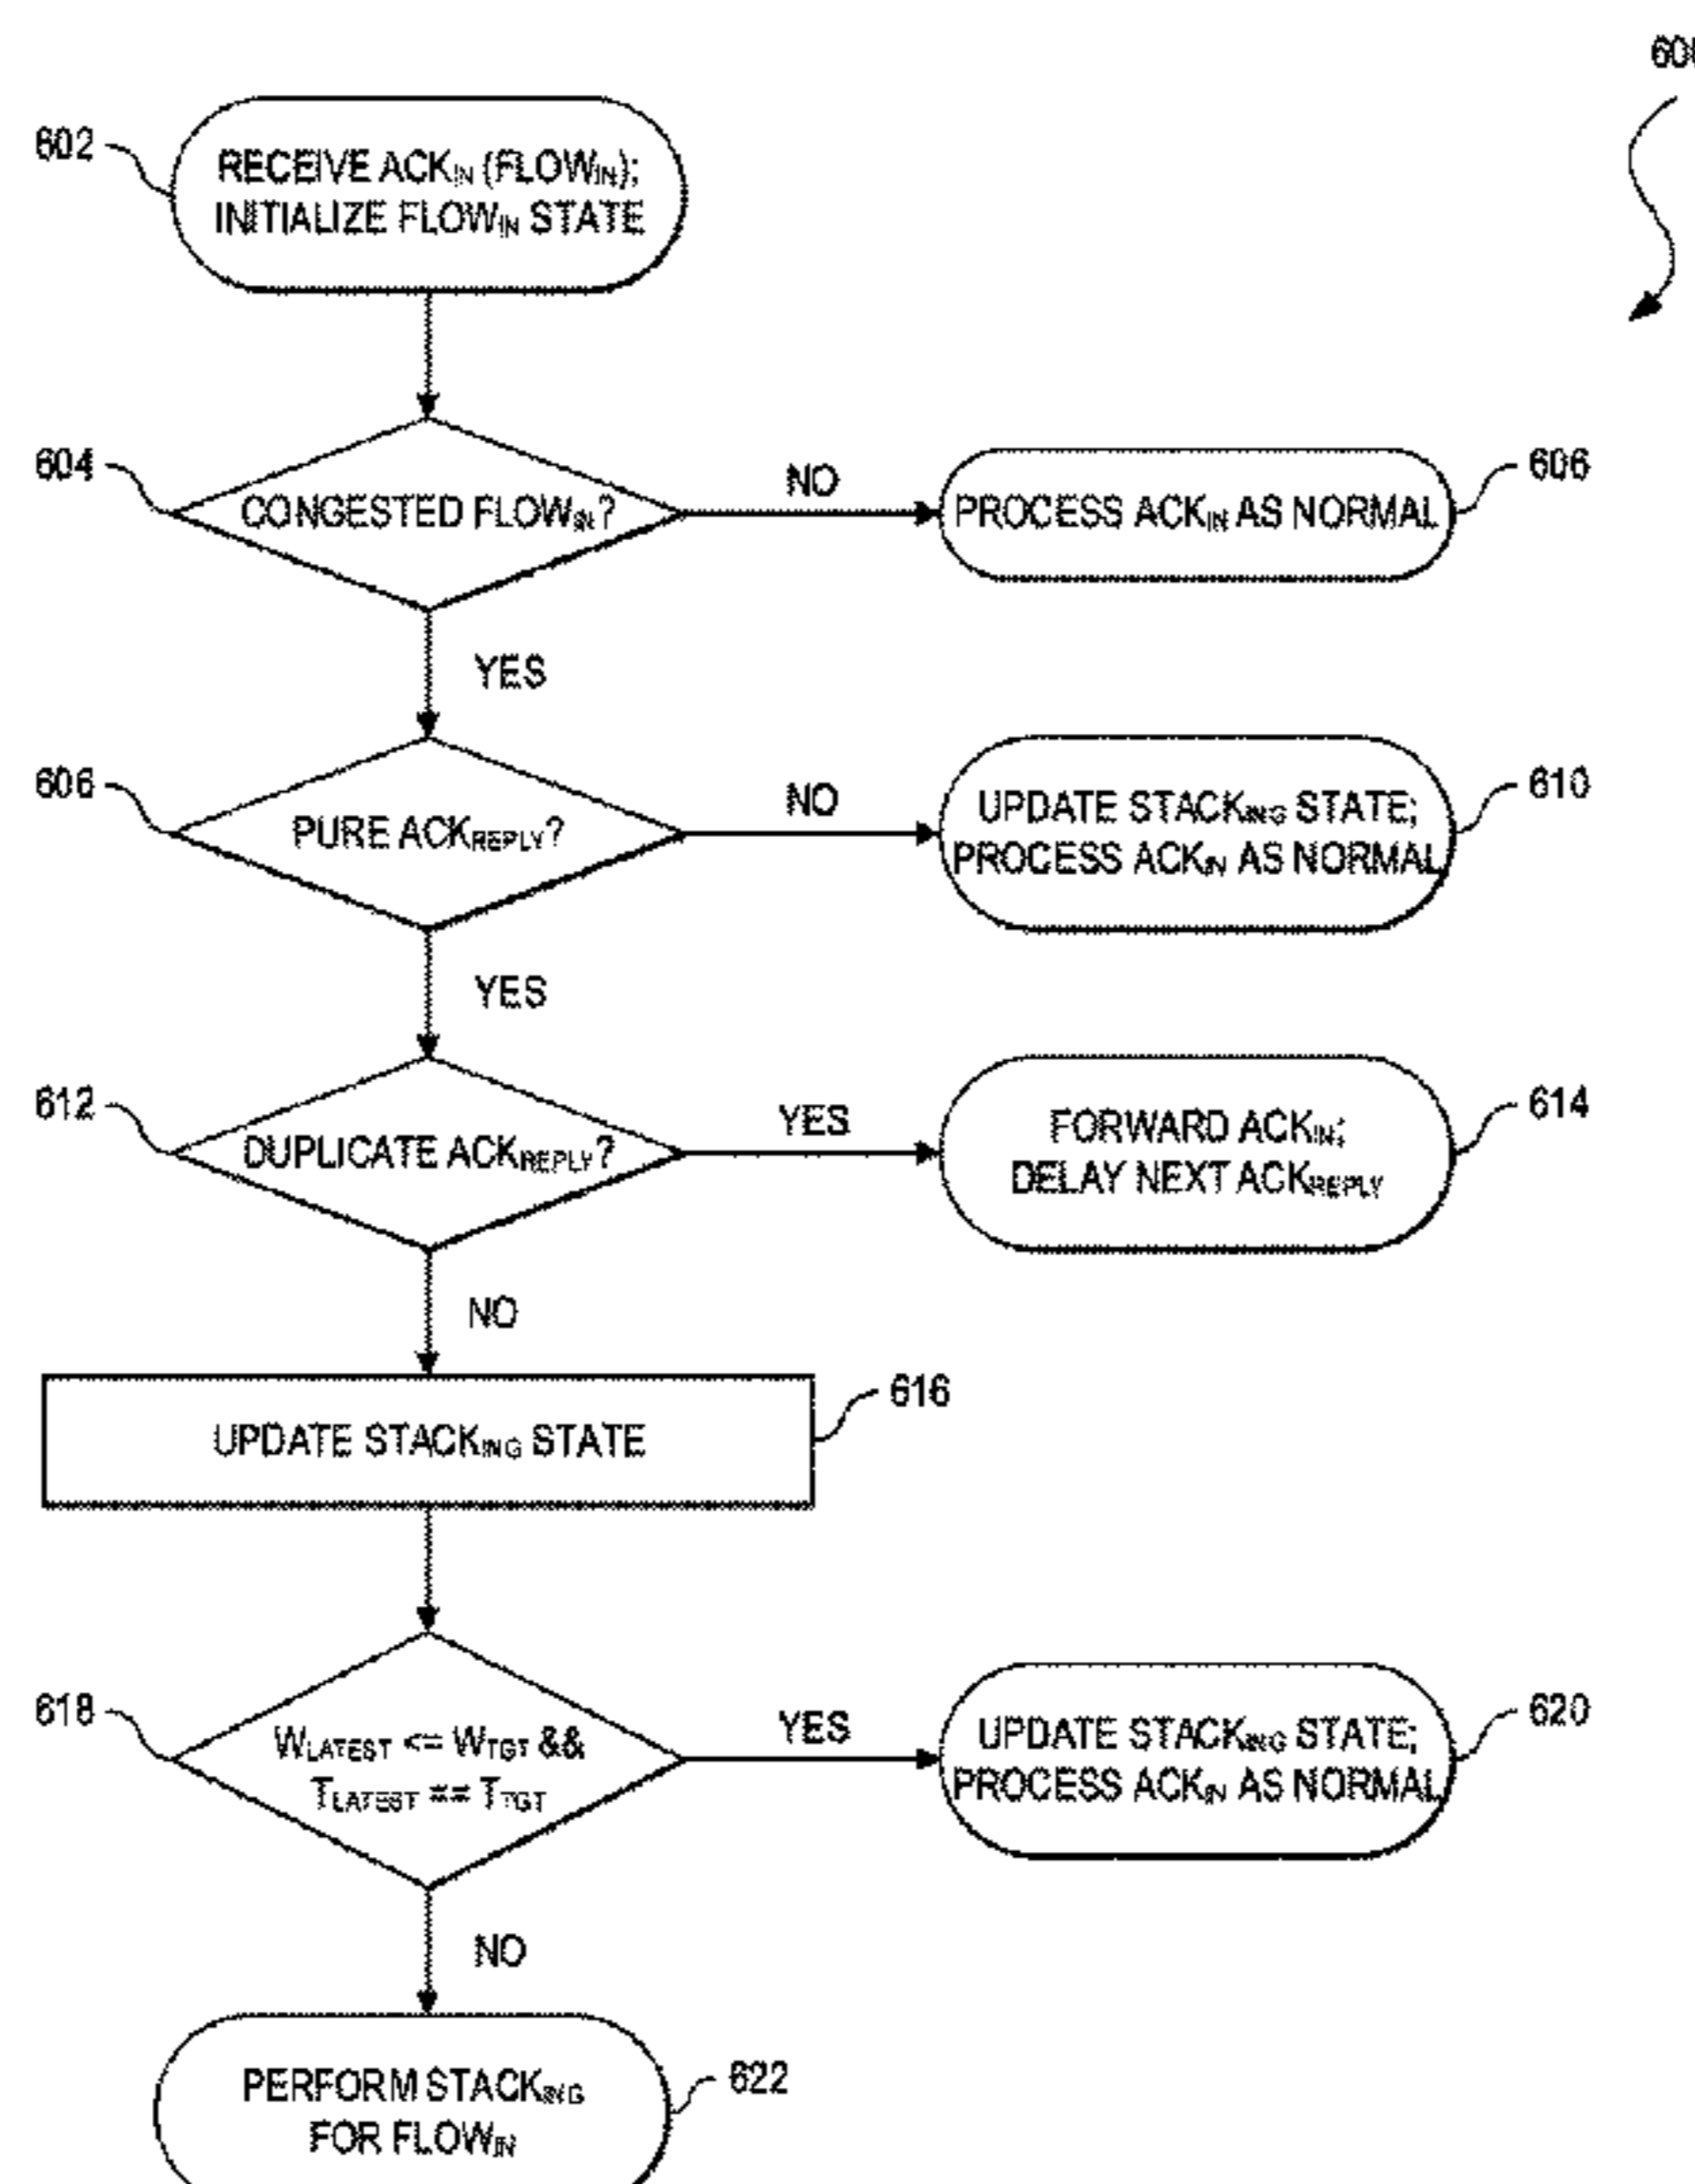 600
602
RECEIVE ACKIN (FLOWIN);
INITIALIZE FLOWIN STATE
604
CONGESTED FLOWIN?
NO
PROCESS ACKIN AS NORMAL
606
YES
606
PURE ACKREPLY?
NO
UPDATE STACKING STATE;
PROCESS ACKIN AS NORMAL
610
YES
612
DUPLICATE ACKREPLY?
YES
FORWARD ACKIN;
DELAY NEXT ACKREPLY
614
NO
UPDATE STACKING STATE
616
618
WLATEST <= WTGT &&
TLATEST == TTGT
YES
UPDATE STACKING STATE;
PROCESS ACKIN AS NORMAL
620
NO
PERFORM STACKING
FOR FLOWIN
622